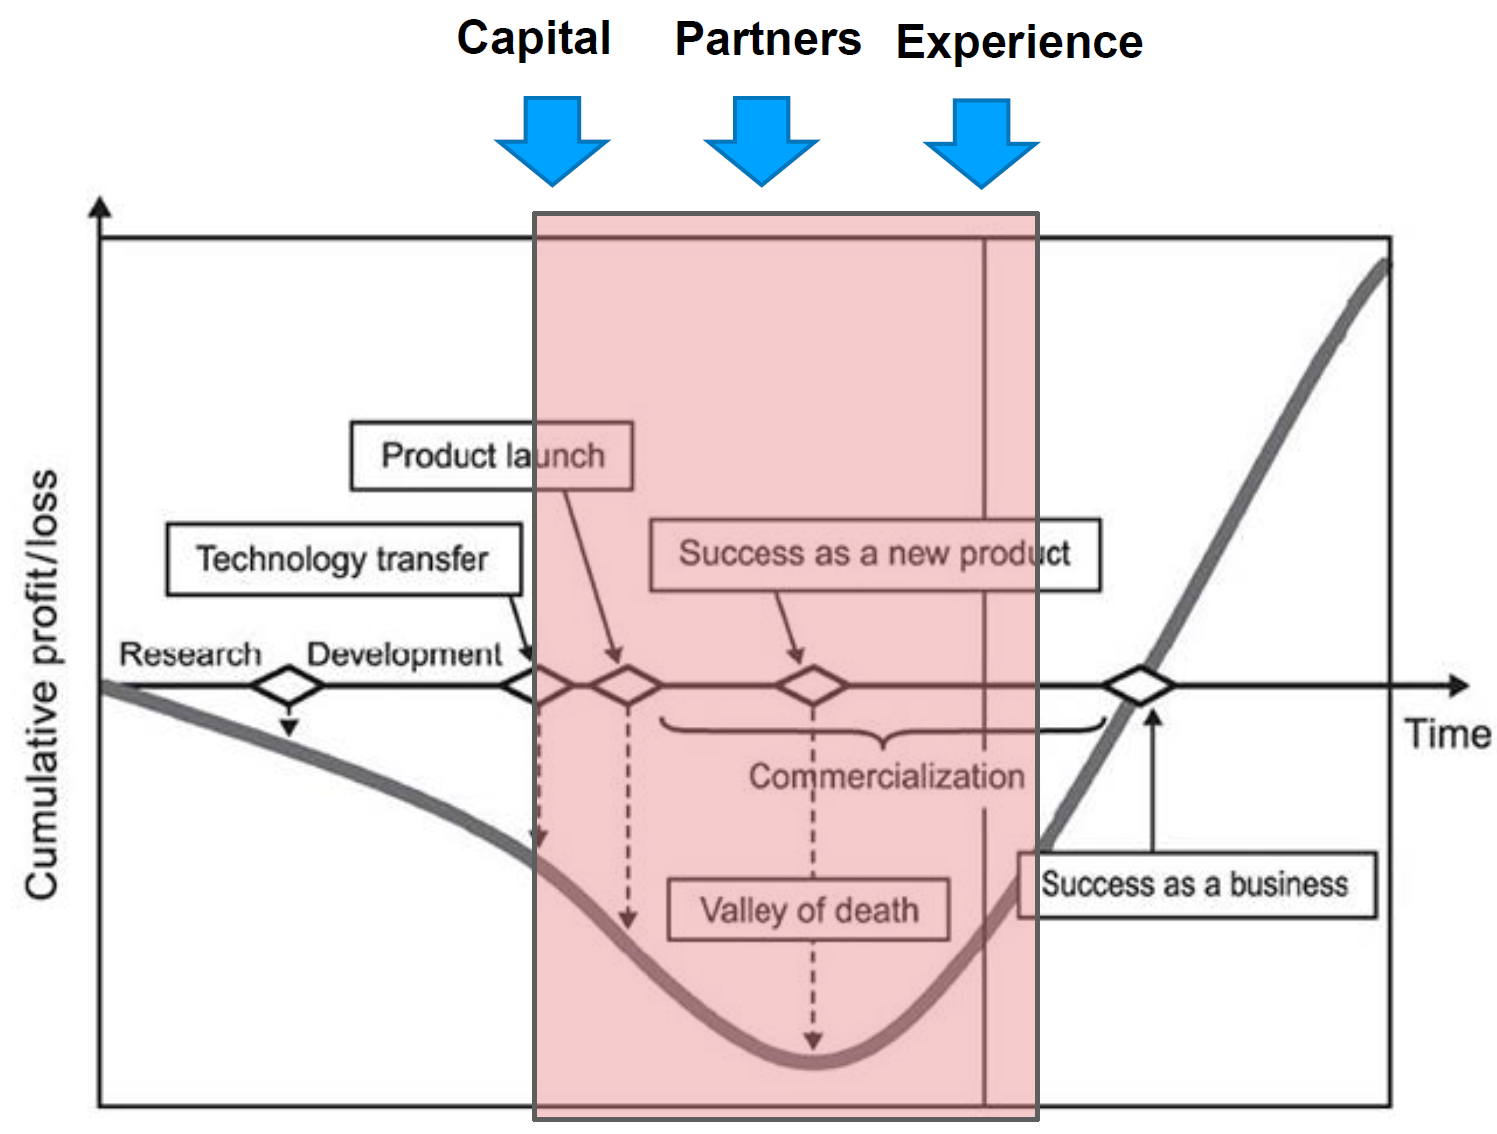 Capital
Partners
Experience
Product launch
Technology transfer
Success as a new product
Research
Development
Time
Commercialization
Cumulative profit/loss
Success as a business
Valley of death